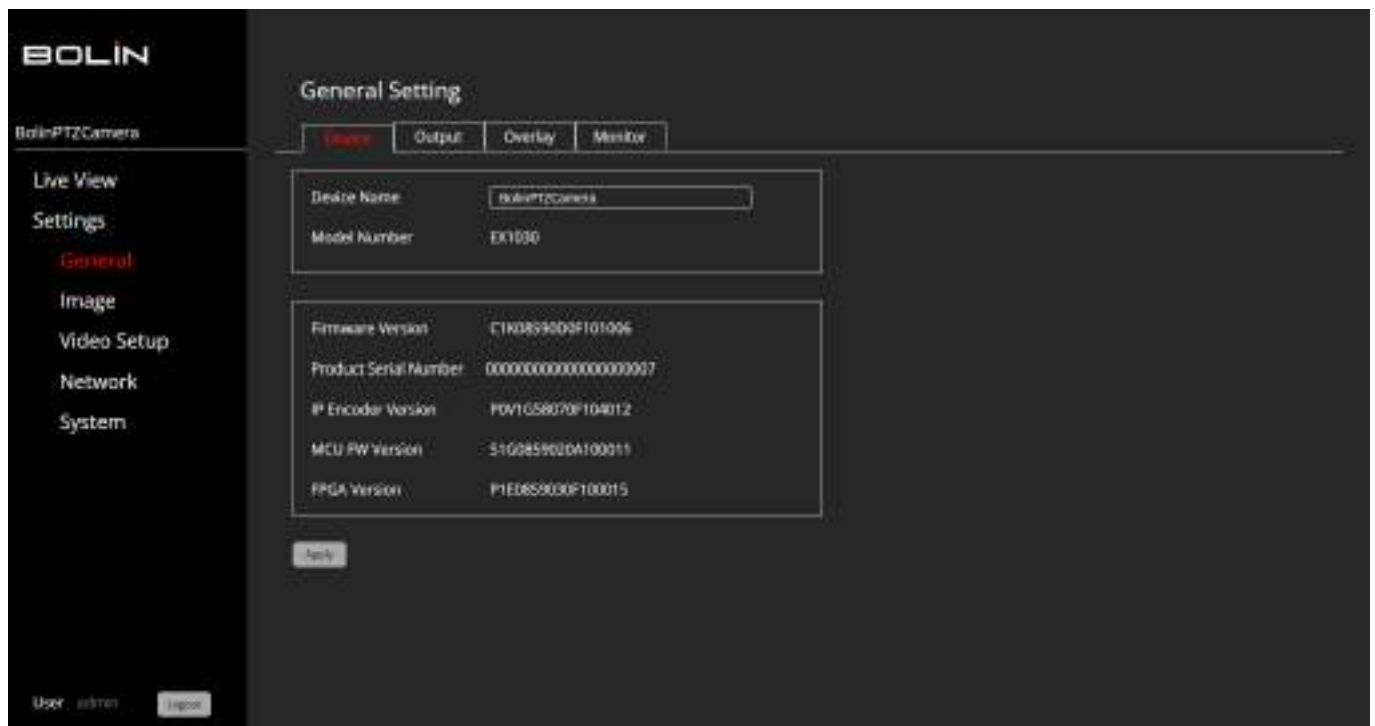 BOLIN
General Setting
BolinPTZCamera
Device Output Overlay Monitor
Live View
Settings
General
Image
Video Setup
Network
System
Device Name BolinPTZCamera
Model Number EX1030
Firmware Version C1K08590D0F101006
Product Serial Number
IP Encoder Version P0V1G58070F104012
MCU FW Version S1G0859020A100011
FPGA Version P1E0859030F100015
Apply
User admin Logout